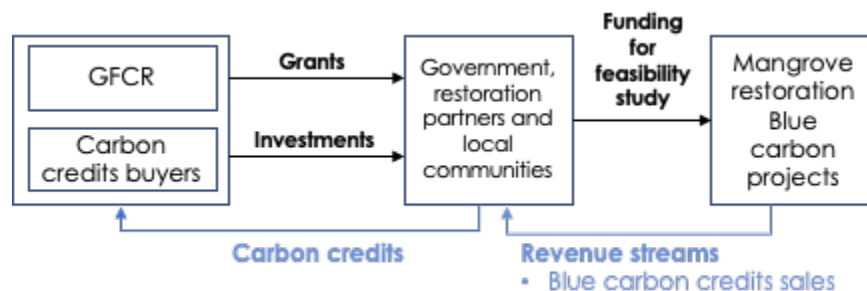 GFCR
Carbon
credits buyers
Grants
Investments
Government,
restoration
partners and
local
communities
Funding
for
feasibility
study
Mangrove
restoration
Blue
carbon
projects
Carbon credits
Revenue streams
• Blue carbon credits sales